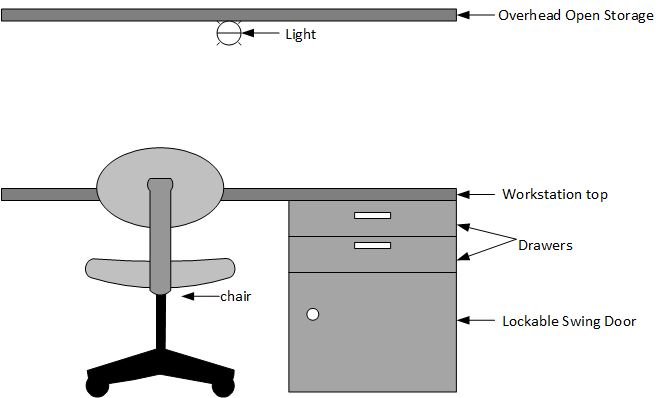 Overhead Open Storage
Light
Workstation top
Drawers
chair
Lockable Swing Door